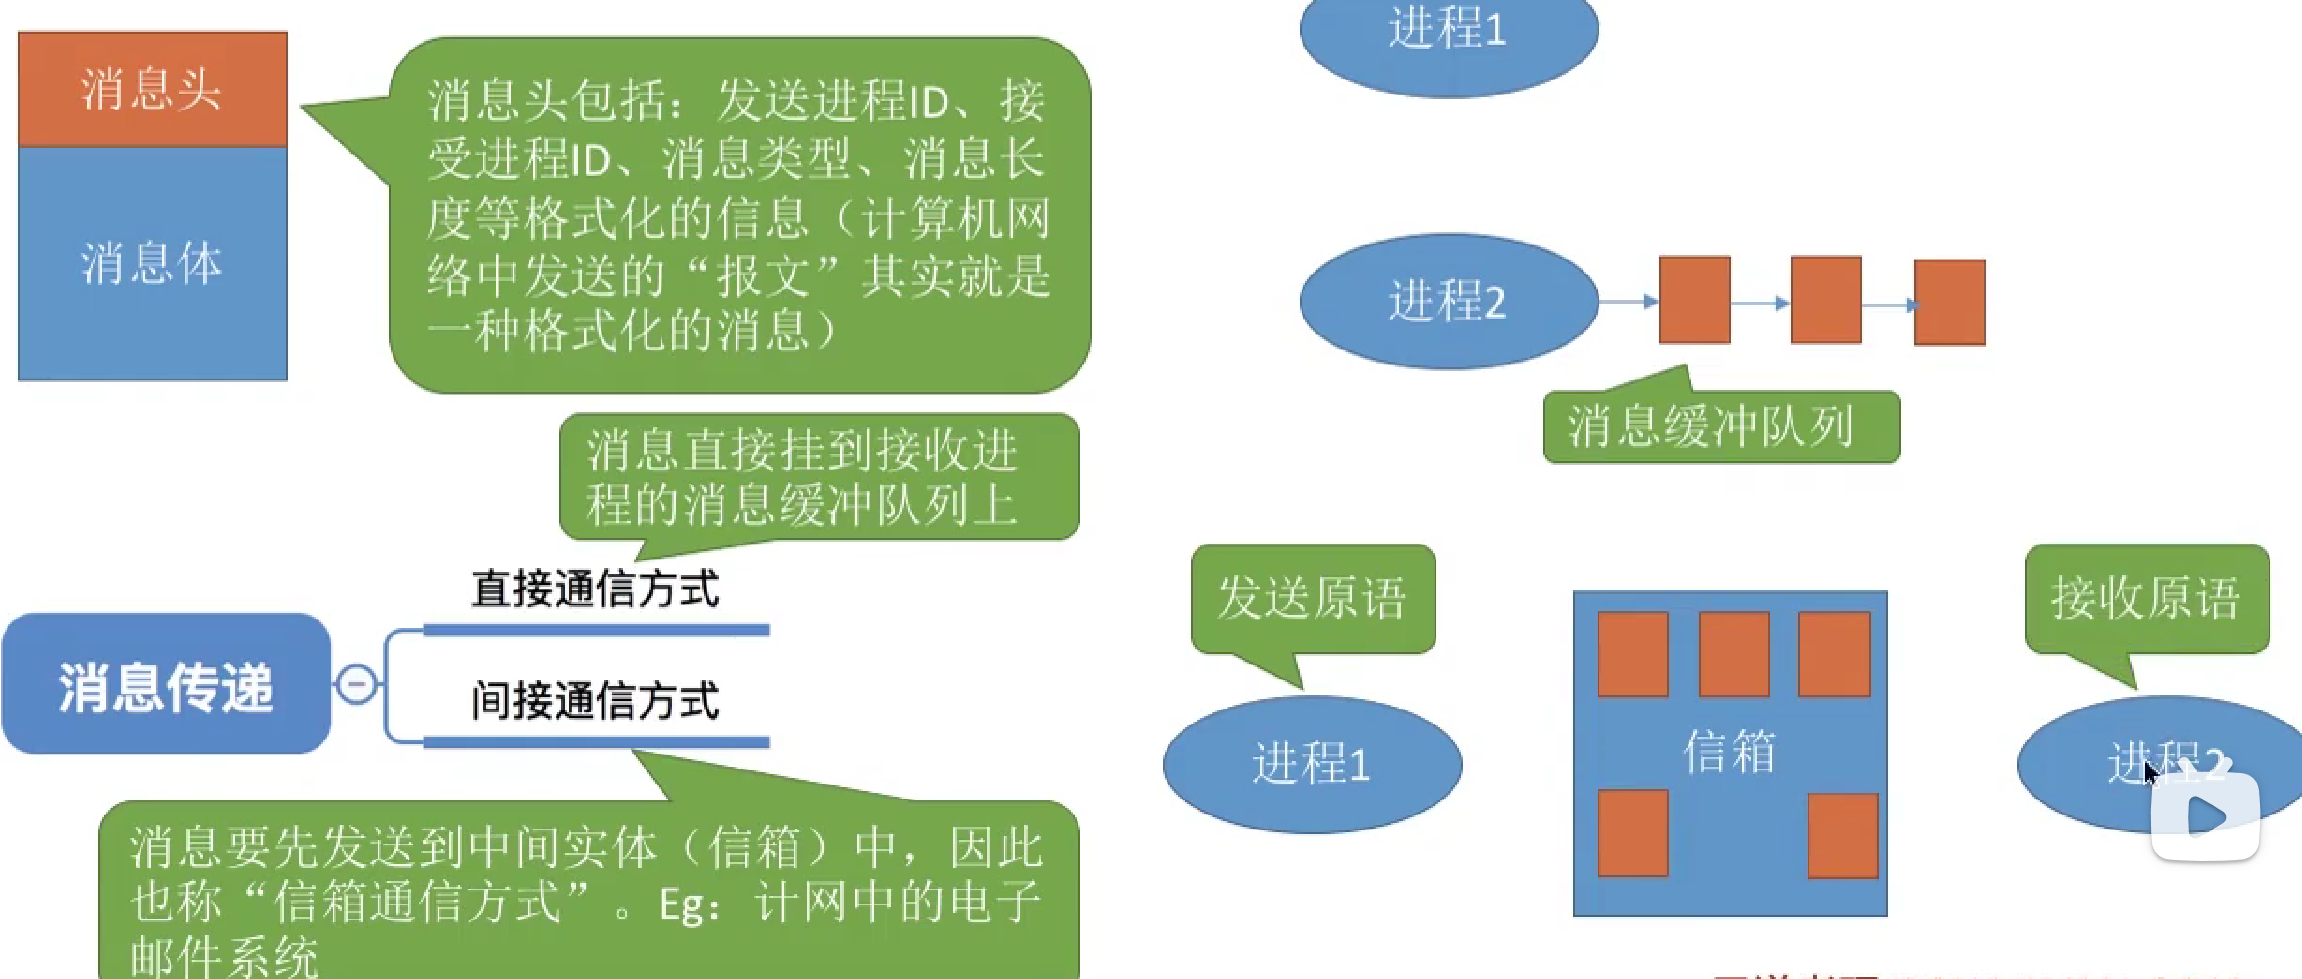 消息头
消息体
消息头包括：发送进程ID、接
受进程ID、消息类型、消息长
度等格式化的信息（计算机网
络中发送的“报文”其实就是
一种格式化的消息）
进程1
进程2
消息缓冲队列
消息直接挂到接收进
程的消息缓冲队列上
直接通信方式
消息传递
间接通信方式
消息要先发送到中间实体（信箱）中，因此
也称“信箱通信方式”。Eg：计网中的电子
邮件系统
发送原语
进程1
信箱
接收原语
进程2